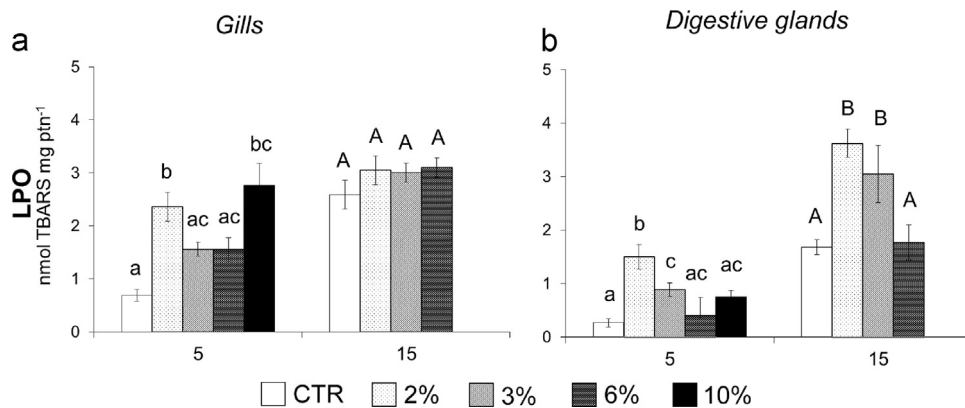 a
Gills
LPO
nmol TBARS mg ptn-1
5
4
3
2
1
0
a
b
ac
ac
bc
A
A
A
A
5
15
b
Digestive glands
5
4
3
2
1
0
a
b
c
ac
ac
A
B
B
A
5
15
CTR 2% 3% 6% 10%